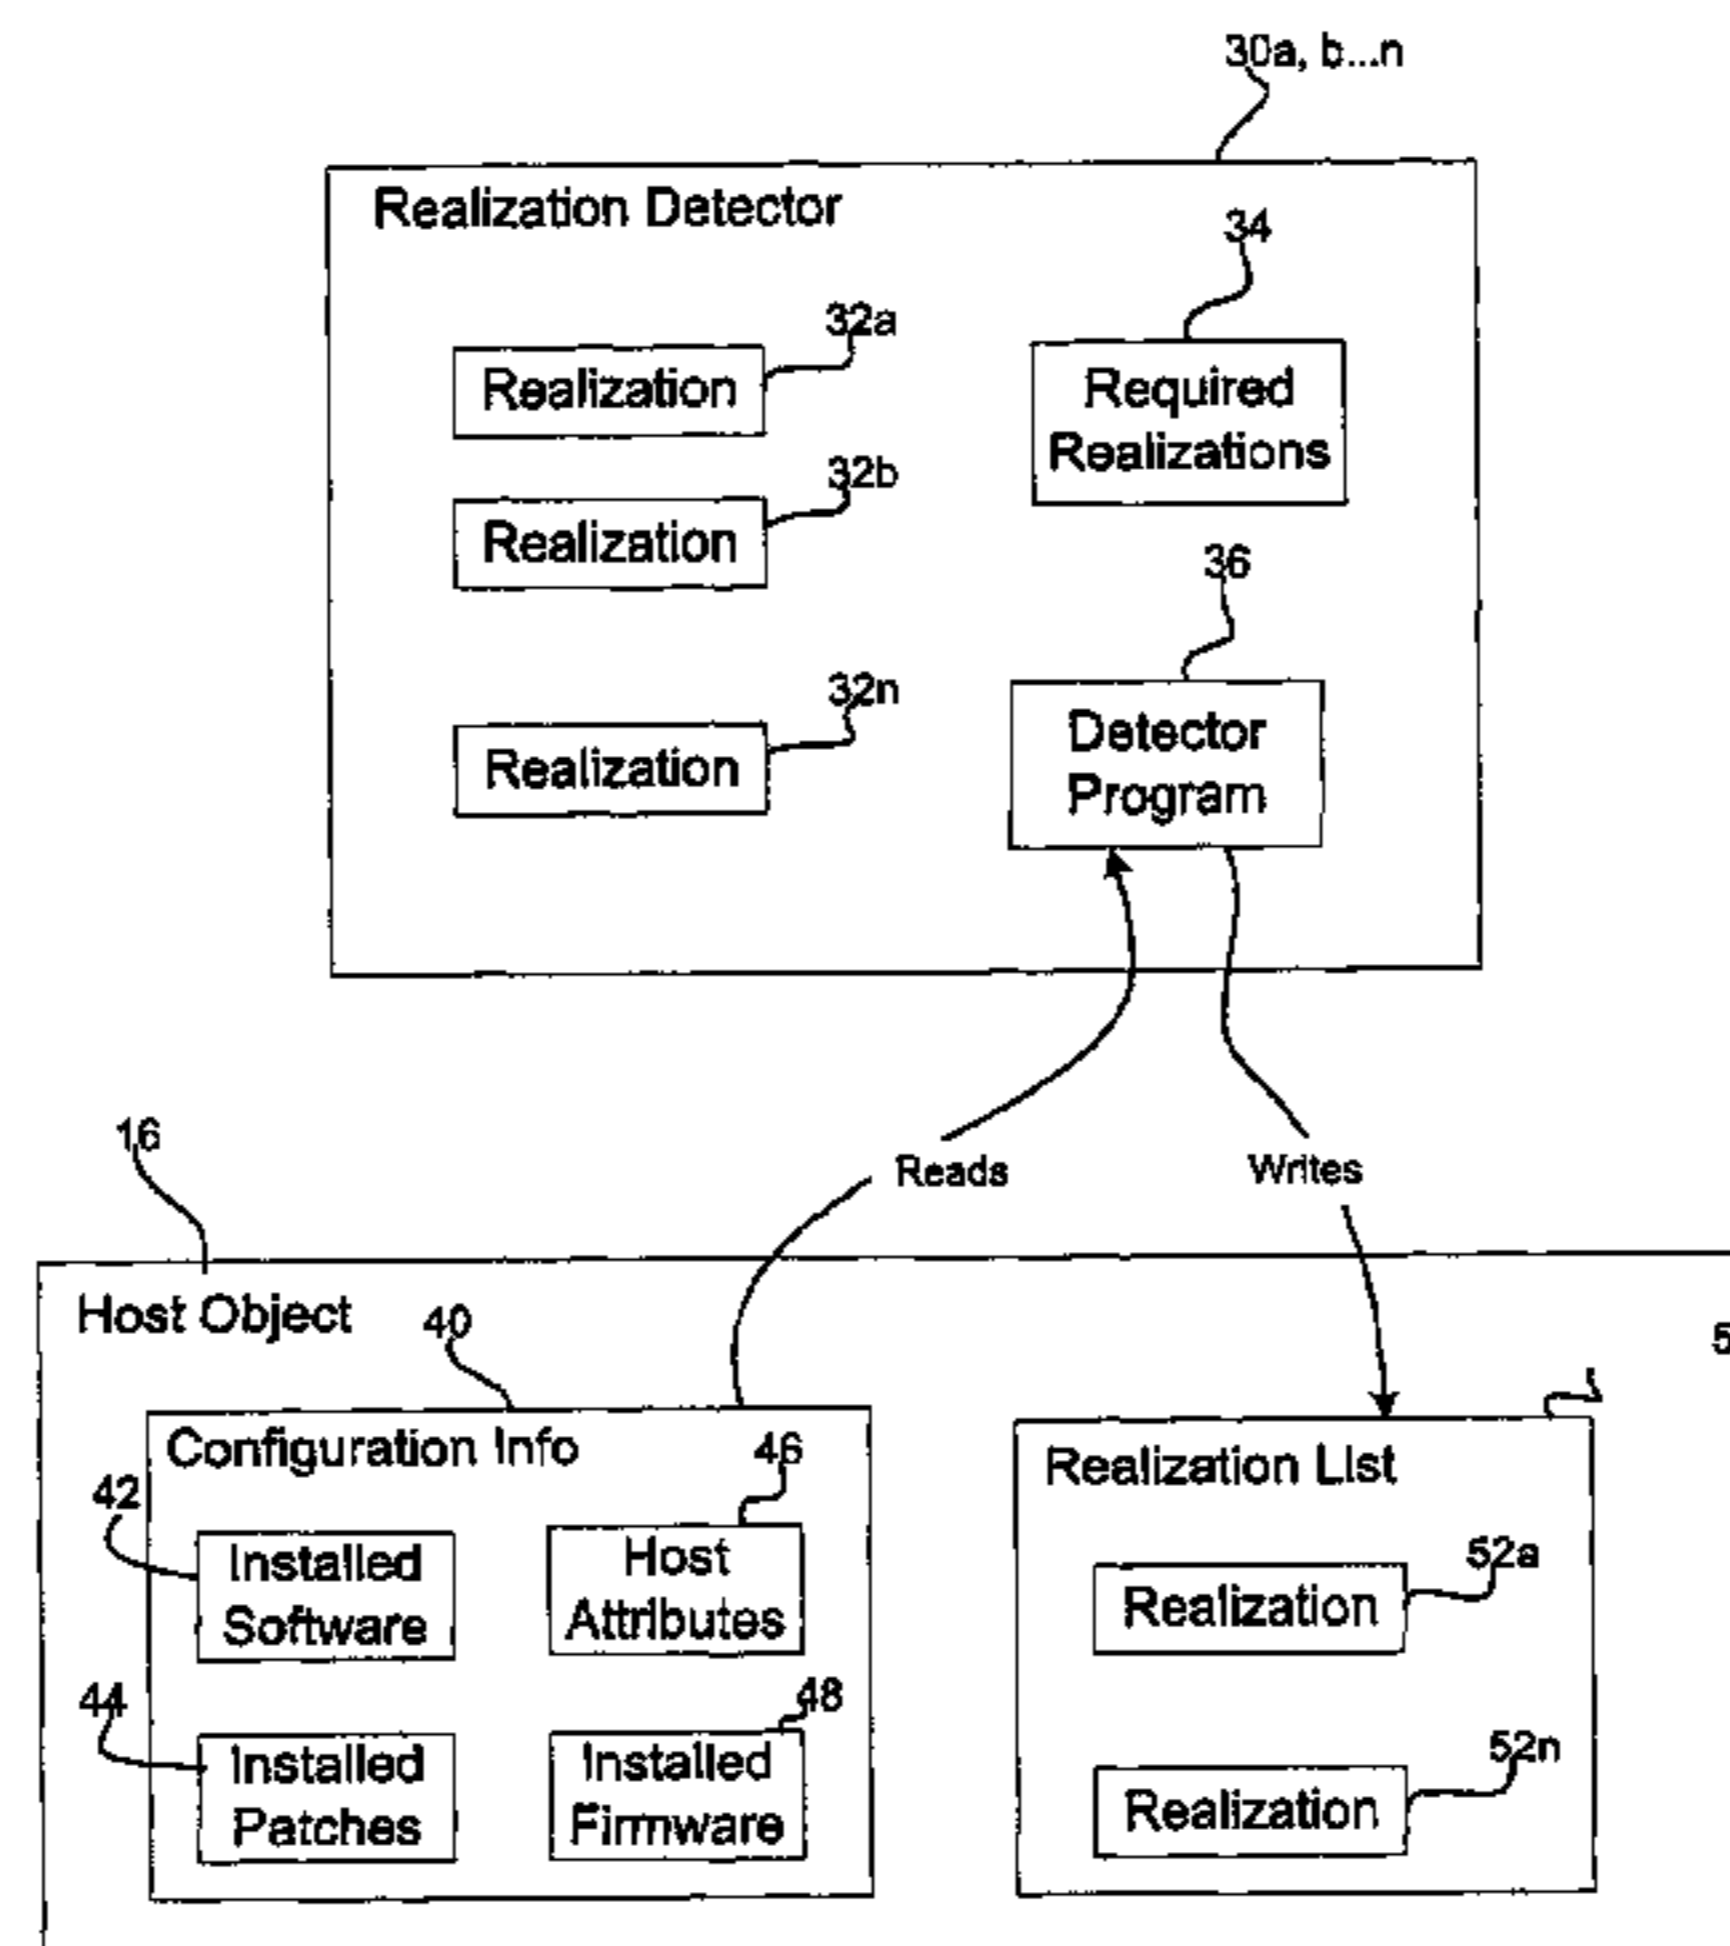 30a, b...n
Realization Detector
34
32a
Realization
Required
Realizations
32b
Realization
36
32n
Realization
Detector
Program
16
Reads
Writes
Host Object
40
5
Configuration Info
46
Realization List
42
Installed
Software
Host
Attributes
52a
Realization
44
48
Installed
Patches
Installed
Firmware
52n
Realization